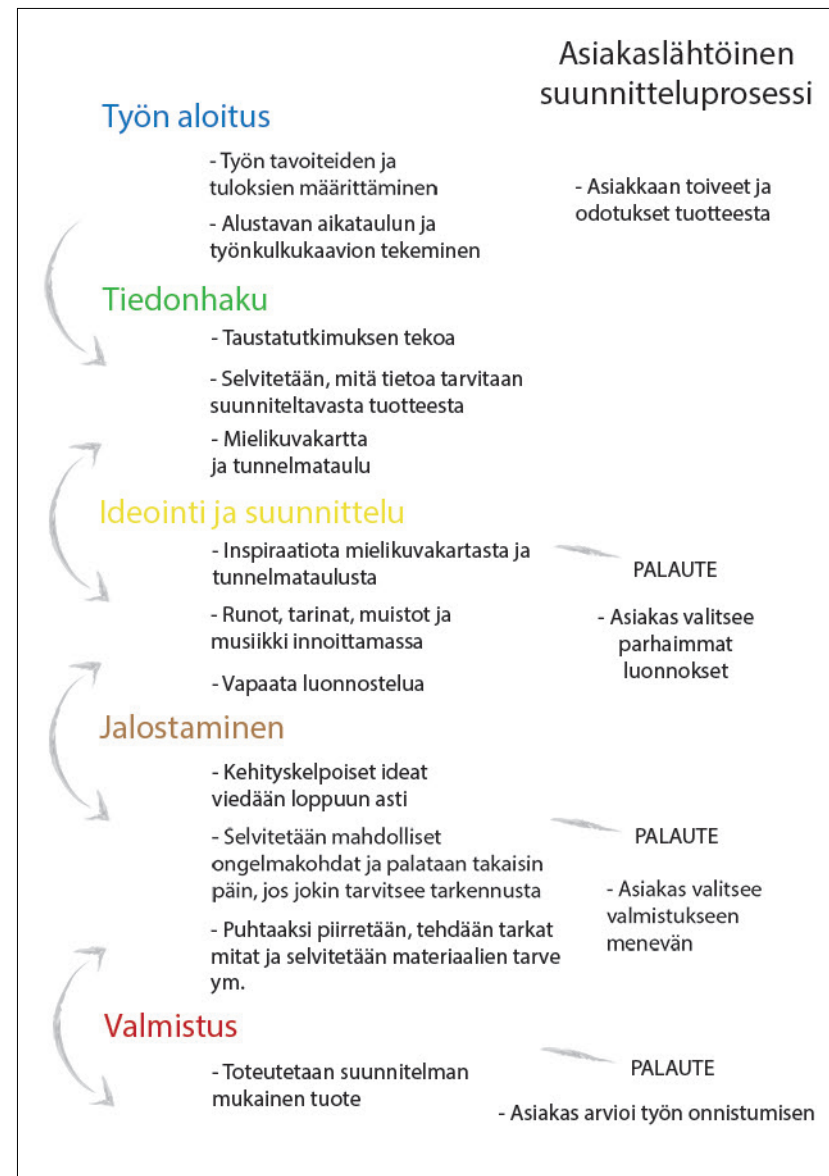 Asiakaslähtöinen
suunnitteluprosessi
Työn aloitus
- Työn tavoiteiden ja
tuloksien määrittäminen
- Alustavan aikataulun ja
työnkulkukaavion tekeminen
- Asiakkaan toiveet ja
odotukset tuotteesta
Tiedonhaku
- Taustatutkimuksen tekoa
- Selvitetään, mitä tietoa tarvitaan
suunniteltavasta tuotteesta
- Mielikuvakartta
ja tunnelmataulu
Ideointi ja suunnittelu
- Inspiraatiota mielikuvakartasta ja
tunnelmataulusta
- Runot, tarinat, muistot ja
musiikki innoittamassa
- Vapaata luonnostelua
PALAUTE
- Asiakas valitsee
parhaimmat
luonnokset
Jalostaminen
- Kehityskelpoiset ideat
viedään loppuun asti
- Selvitetään mahdolliset
ongelmakohdat ja palataan takaisin
päin, jos jokin tarvitsee tarkennusta
- Puhtaaksi piirretään, tehdään tarkat
mitat ja selvitetään materiaalien tarve
ym.
PALAUTE
- Asiakas valitsee
valmistukseen
menevän
Valmistus
- Toteutetaan suunnitelman
mukainen tuote
PALAUTE
- Asiakas arvioi työn onnistumisen